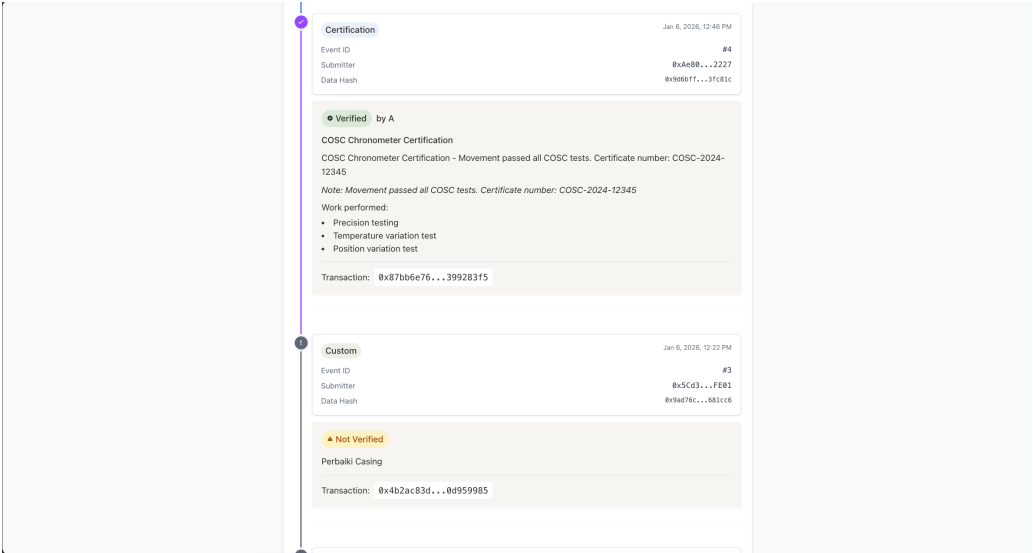 Certification
Jan 6, 2026, 12:46 PM
Event ID
#4
Submitter
0xAe80...2227
Data Hash
0x9d6bff...3fc81c
Verified by A
COSC Chronometer Certification
COSC Chronometer Certification - Movement passed all COSC tests. Certificate number: COSC-2024-
12345
Note: Movement passed all COSC tests. Certificate number: COSC-2024-12345
Work performed:
• Precision testing
• Temperature variation test
• Position variation test
Transaction: 0x87bb6e76...399283f5
Custom
Jan 6, 2026, 12:22 PM
Event ID
#3
Submitter
0x5Cd3...FE01
Data Hash
0x9ad76c...681cc6
Not Verified
Perbaiki Casing
Transaction: 0x4b2ac83d...0d959985